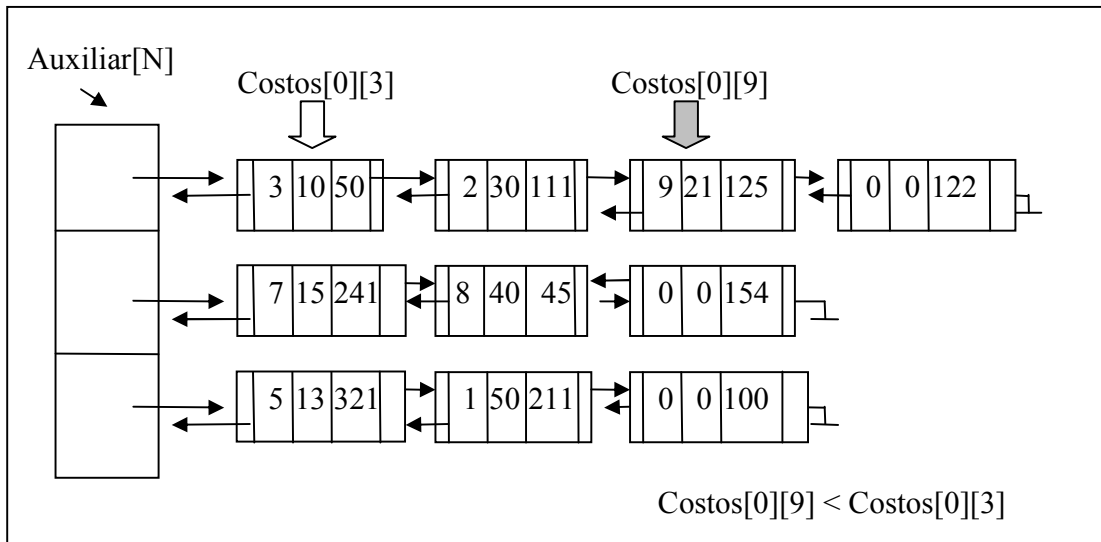 Auxiliar[N]
Costos[0][3] Costos[0][9]
3 10 50 2 30 111 9 21 125 0 0 122
7 15 241 8 40 45 0 0 154
5 13 321 1 50 211 0 0 100
Costos[0][9] < Costos[0][3]